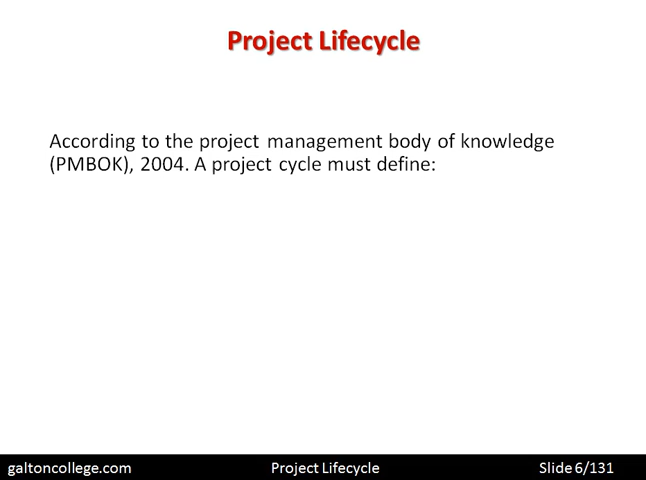 Project Lifecycle
According to the project management body of knowledge
(PMBOK), 2004. A project cycle must define:
galtoncollege.com
Project Lifecycle
Slide 6/131